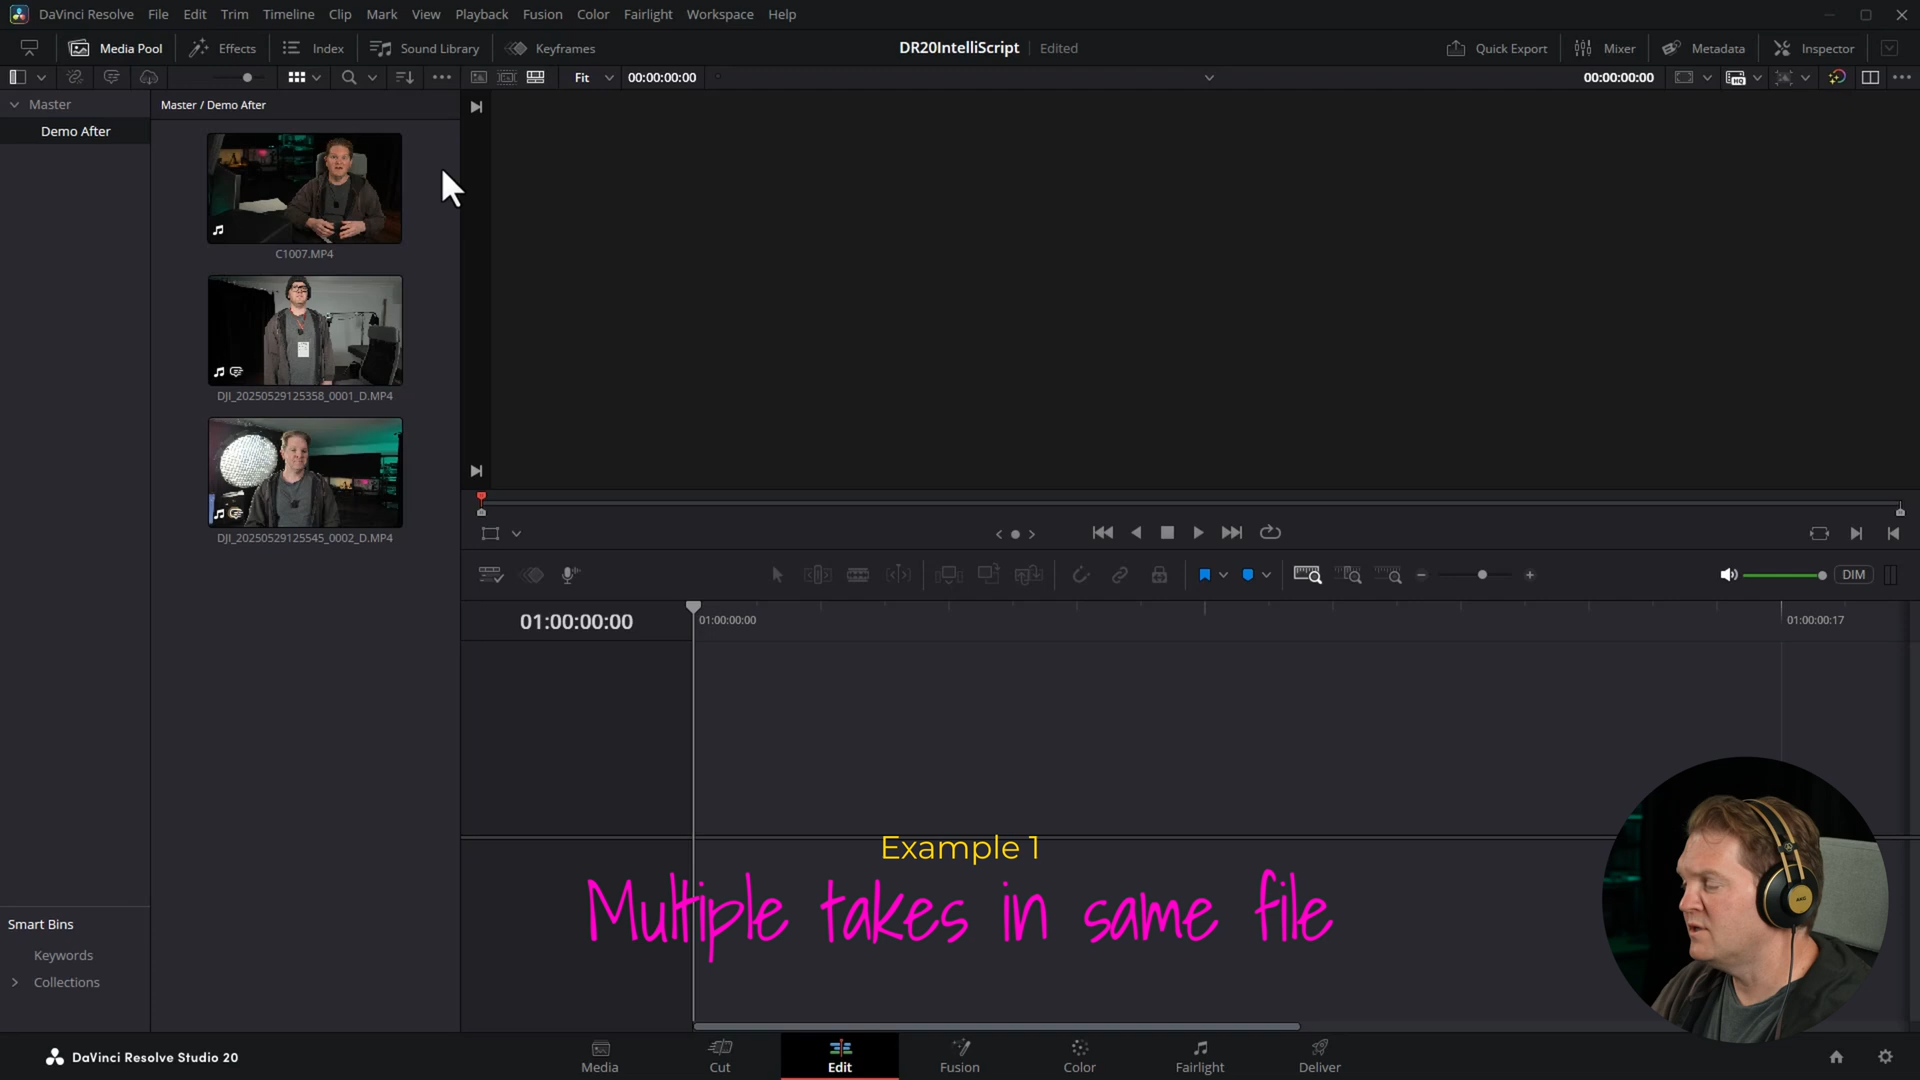 DaVinci Resolve File Edit Trim Timeline Clip Mark View Playback Fusion Color Fairlight Workspace Help
Media Pool Effects Index Sound Library Keyframes DR20IntelliScript Edited Quick Export Mixer Metadata Inspector
Fit 00:00:00:00 00:00:00:00
Master
Master / Demo After
Demo After
C1007.MP4
DJI_20250529125358_0001_D.MP4
DJI_20250529125545_0002_D.MP4
DIM
01:00:00:00
01:00:00:00
01:00:00:17
Example 1
Multiple takes in same file
Smart Bins
Keywords
Collections
DaVinci Resolve Studio 20
Media Cut Edit Fusion Color Fairlight Deliver